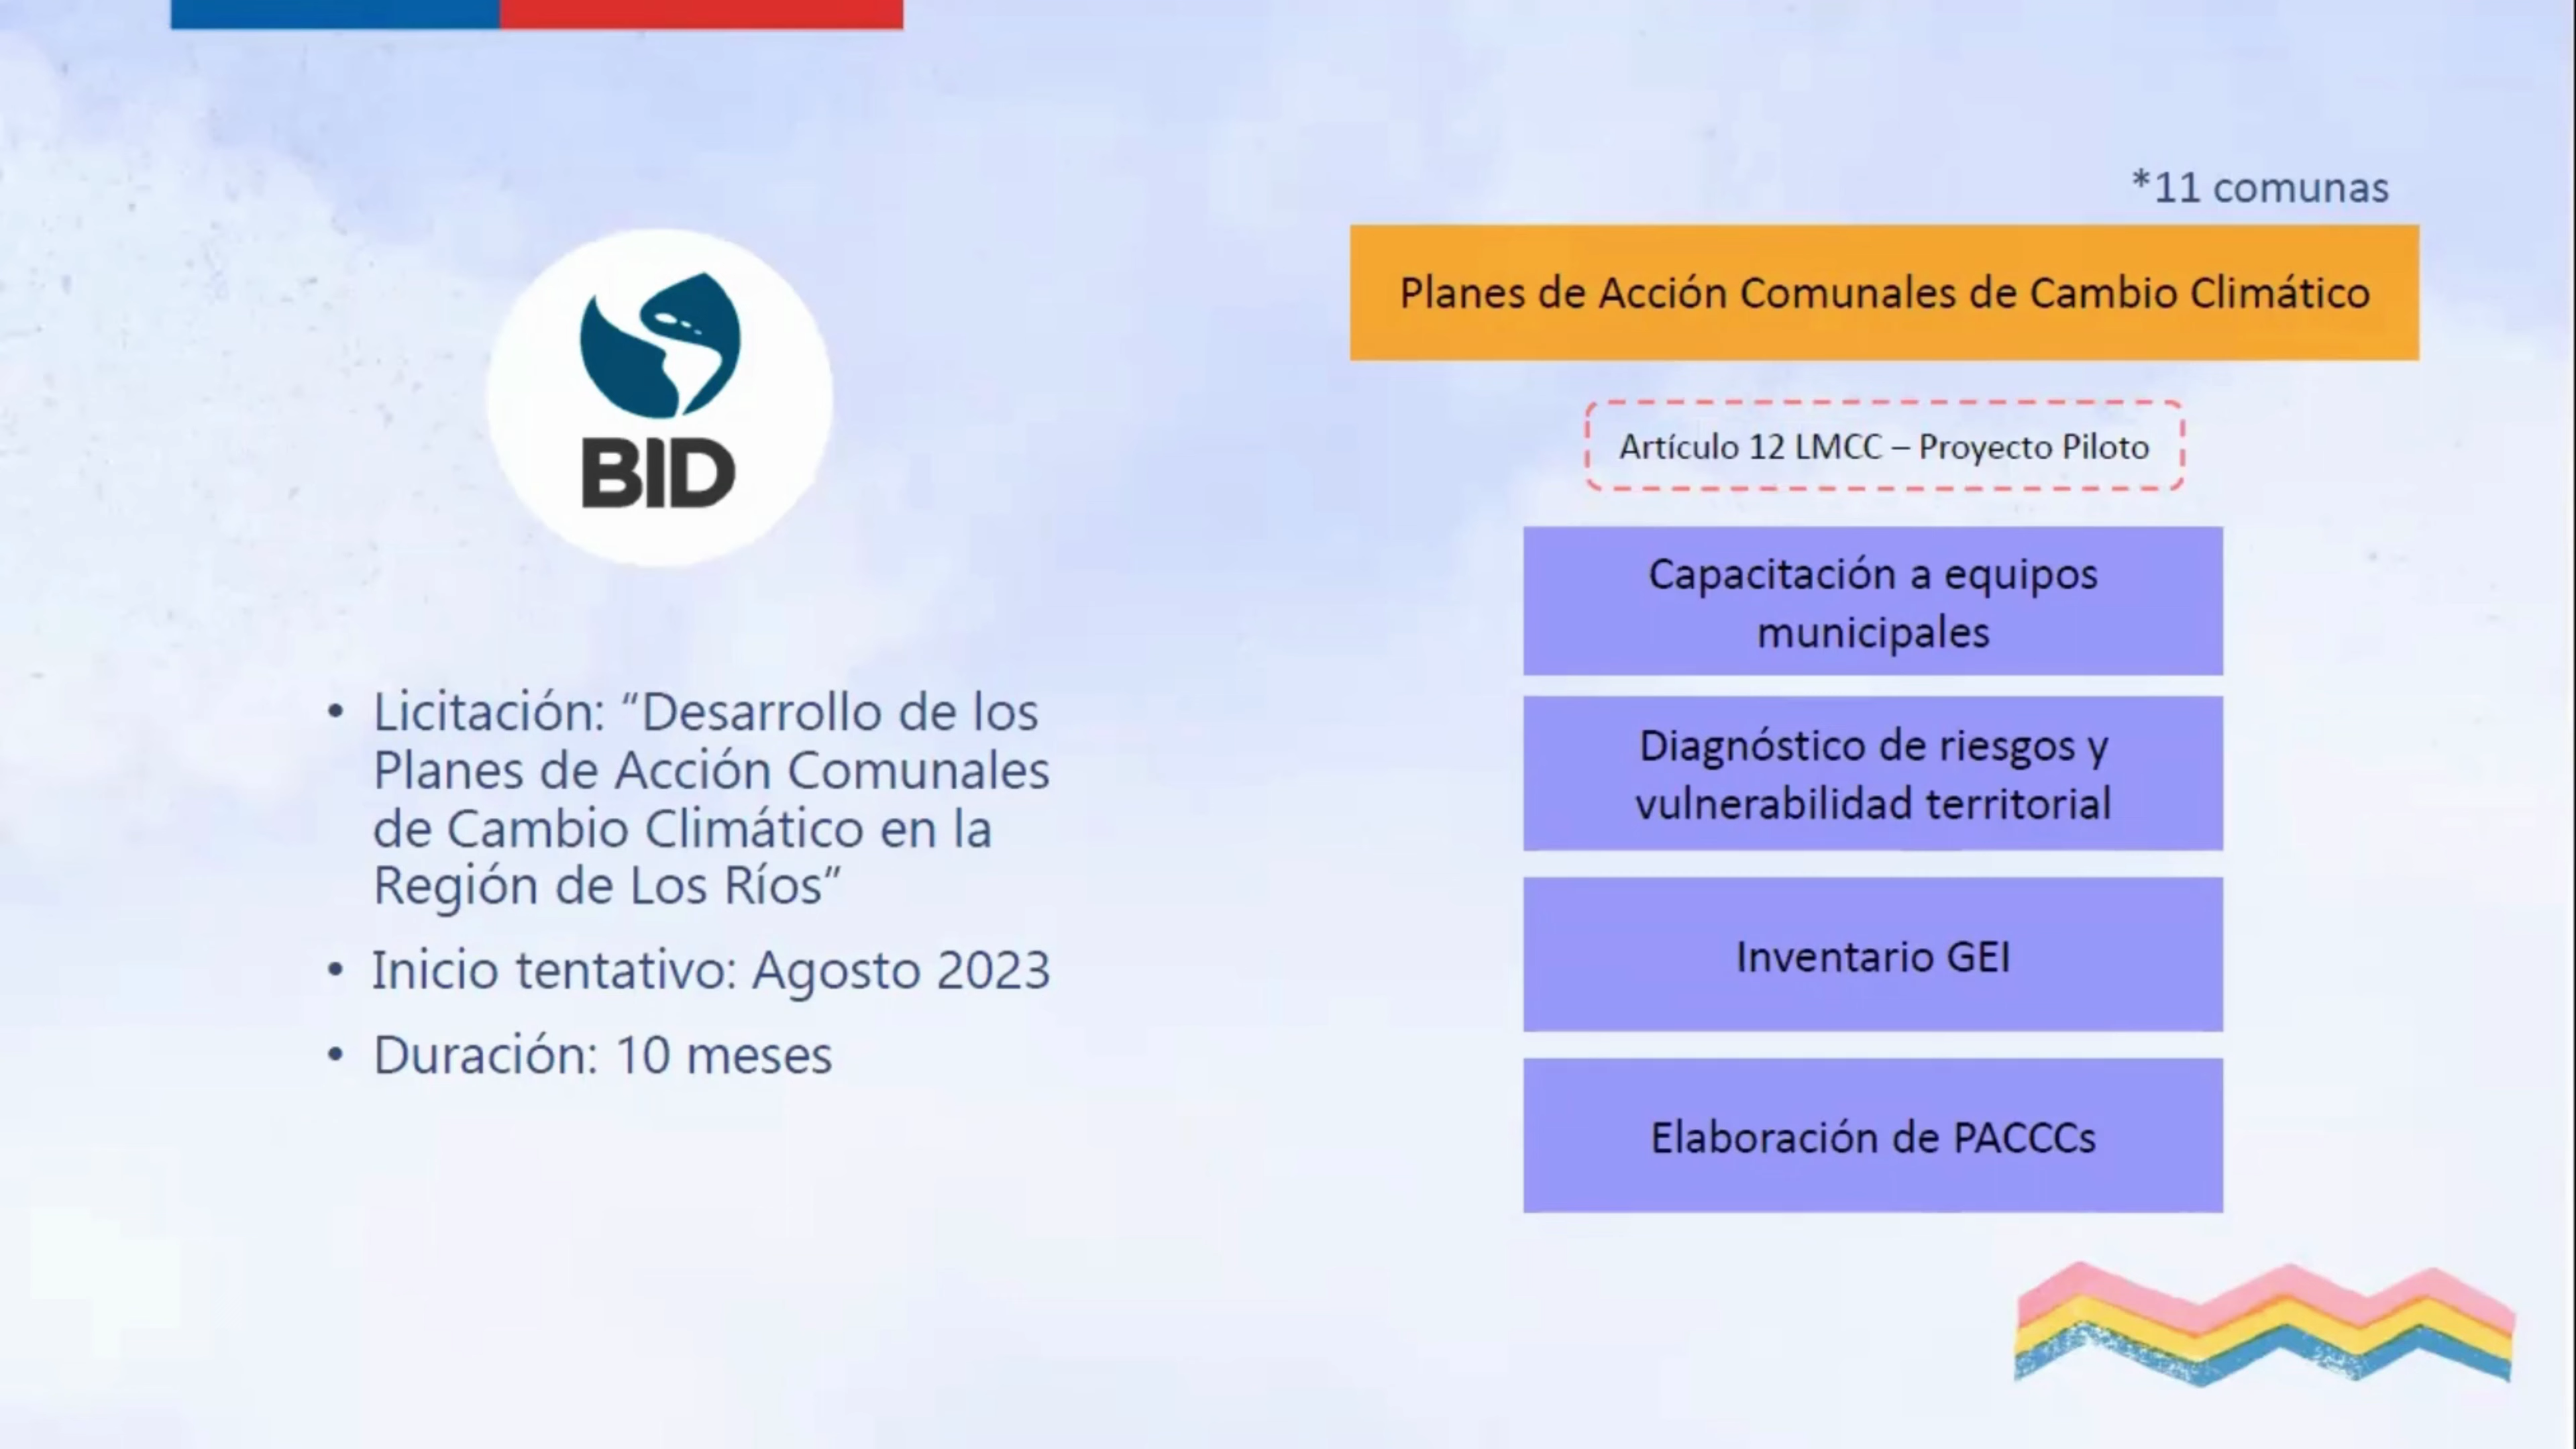 BID
Licitación: “Desarrollo de los
Planes de Acción Comunales
de Cambio Climático en la
Región de Los Ríos”
Inicio tentativo: Agosto 2023
Duración: 10 meses
*11 comunas
Planes de Acción Comunales de Cambio Climático
Artículo 12 LMCC – Proyecto Piloto
Capacitación a equipos
municipales
Diagnóstico de riesgos y
vulnerabilidad territorial
Inventario GEI
Elaboración de PACCCs